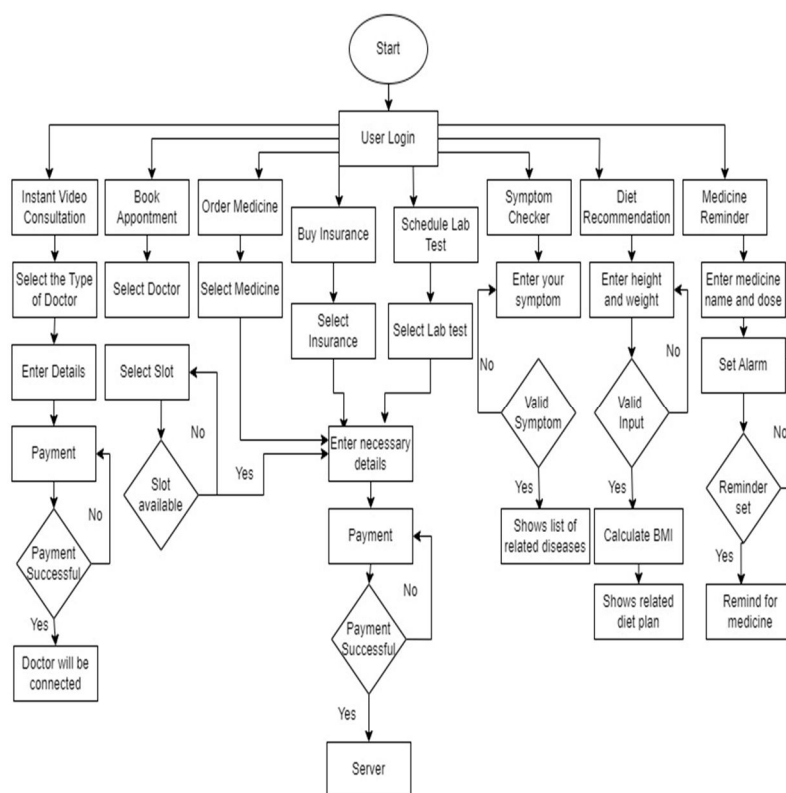 Start
User Login
Instant Video
Consultation
Book
Appontment
Order Medicine
Buy Insurance
Schedule Lab
Test
Symptom
Checker
Diet
Recommendation
Medicine
Reminder
Select the Type
of Doctor
Select Doctor
Select Medicine
Select
Insurance
Select Lab test
Enter your
symptom
Enter height
and weight
Enter medicine
name and dose
Enter Details
Select Slot
No
Valid
Symptom
No
Valid
Input
Set Alarm
Payment
No
Slot
available
Yes
Enter necessary
details
Yes
Yes
No
Reminder
set
No
Payment
Successful
Payment
No
Shows list of
related diseases
Calculate BMI
Yes
Yes
Doctor will be
connected
Payment
Successful
Shows related
diet plan
Remind for
medicine
Yes
Server